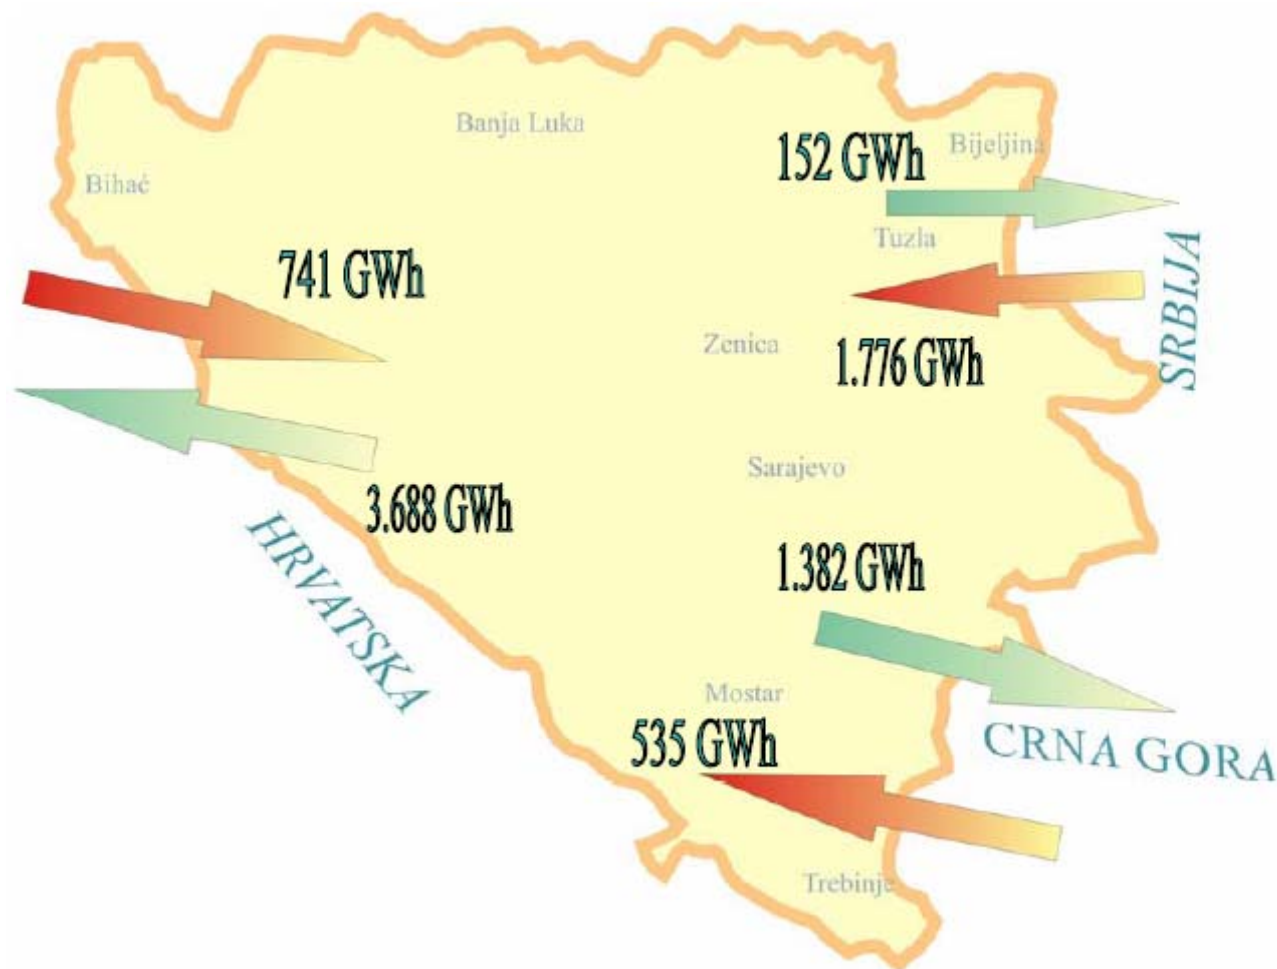 Banja Luka
152 GWh
Bijeljina
Bihać
Tuzla
741 GWh
SRBIJA
Zenica
1.776 GWh
Sarajevo
3.688 GWh
HRVATSKA
1.382 GWh
Mostar
535 GWh
CRNA GORA
Trebinje